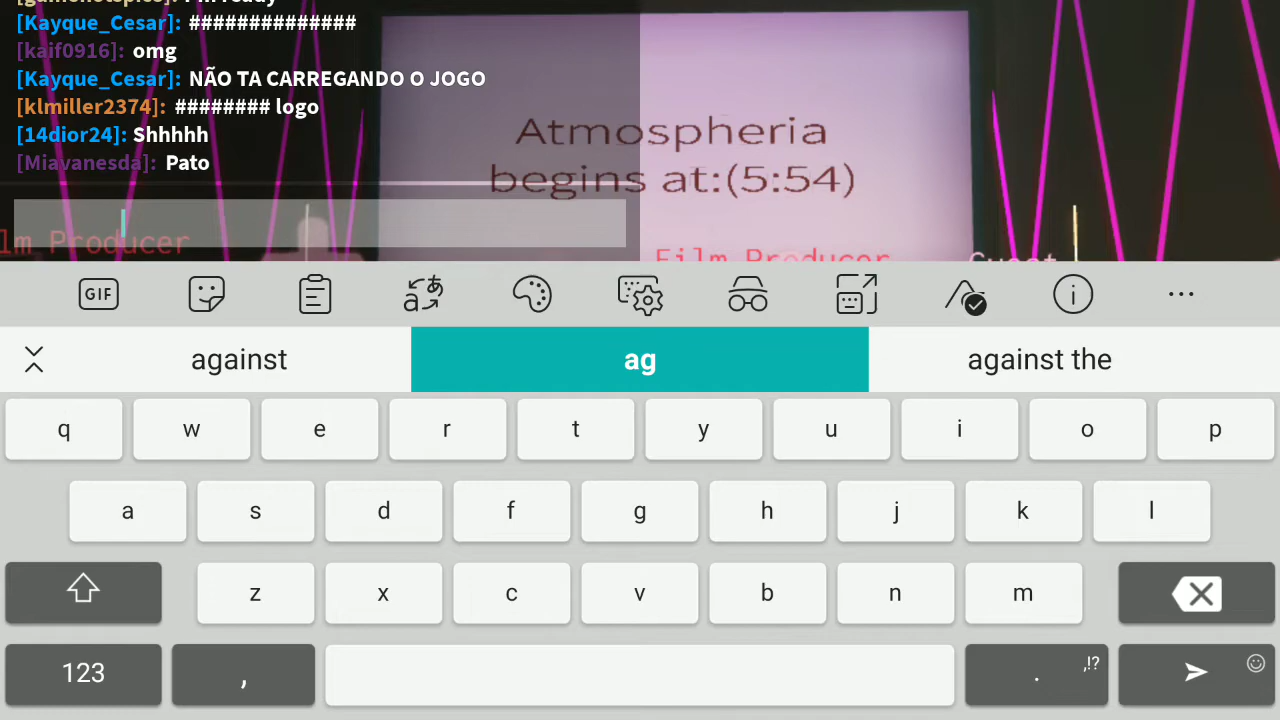 [Kayque_Cesar]: ##############
[kaif0916]: omg
[Kayque_Cesar]: NÃO TA CARREGANDO O JOGO
[klmiller2374]: ######## logo
[14dior24]: Shhhhh
[Miavanesda]: Pato
Atmospheria
begins at:(5:54)
lm Producer
Film Producer
Guest
GIF
against ag against the
q w e r t y u i o p
a s d f g h j k l
z x c v b n m
123 , . ,!?